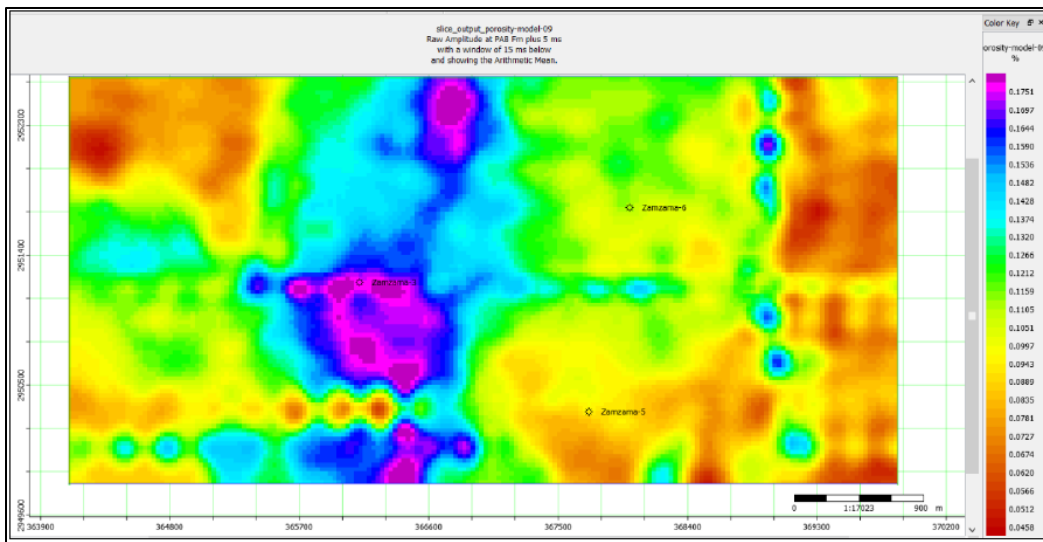 slice_output_porosity-model-09
Raw Amplitude at PAB Fm plus 5 ms
with a window of 15 ms below
and showing the Arithmetic Mean.
Color Key
orosity-model-09
%
0.1751
0.1697
0.1644
0.1590
0.1536
0.1482
0.1428
0.1374
0.1320
0.1266
0.1212
0.1159
0.1105
0.1051
0.0997
0.0943
0.0889
0.0835
0.0781
0.0727
0.0674
0.0620
0.0566
0.0512
0.0458
2952300
2951400
2950500
2949600
Zamzama-6
Zamzama-3
Zamzama-5
0 1:17023 900 m
363900 364800 365700 366600 367500 368400 369300 370200